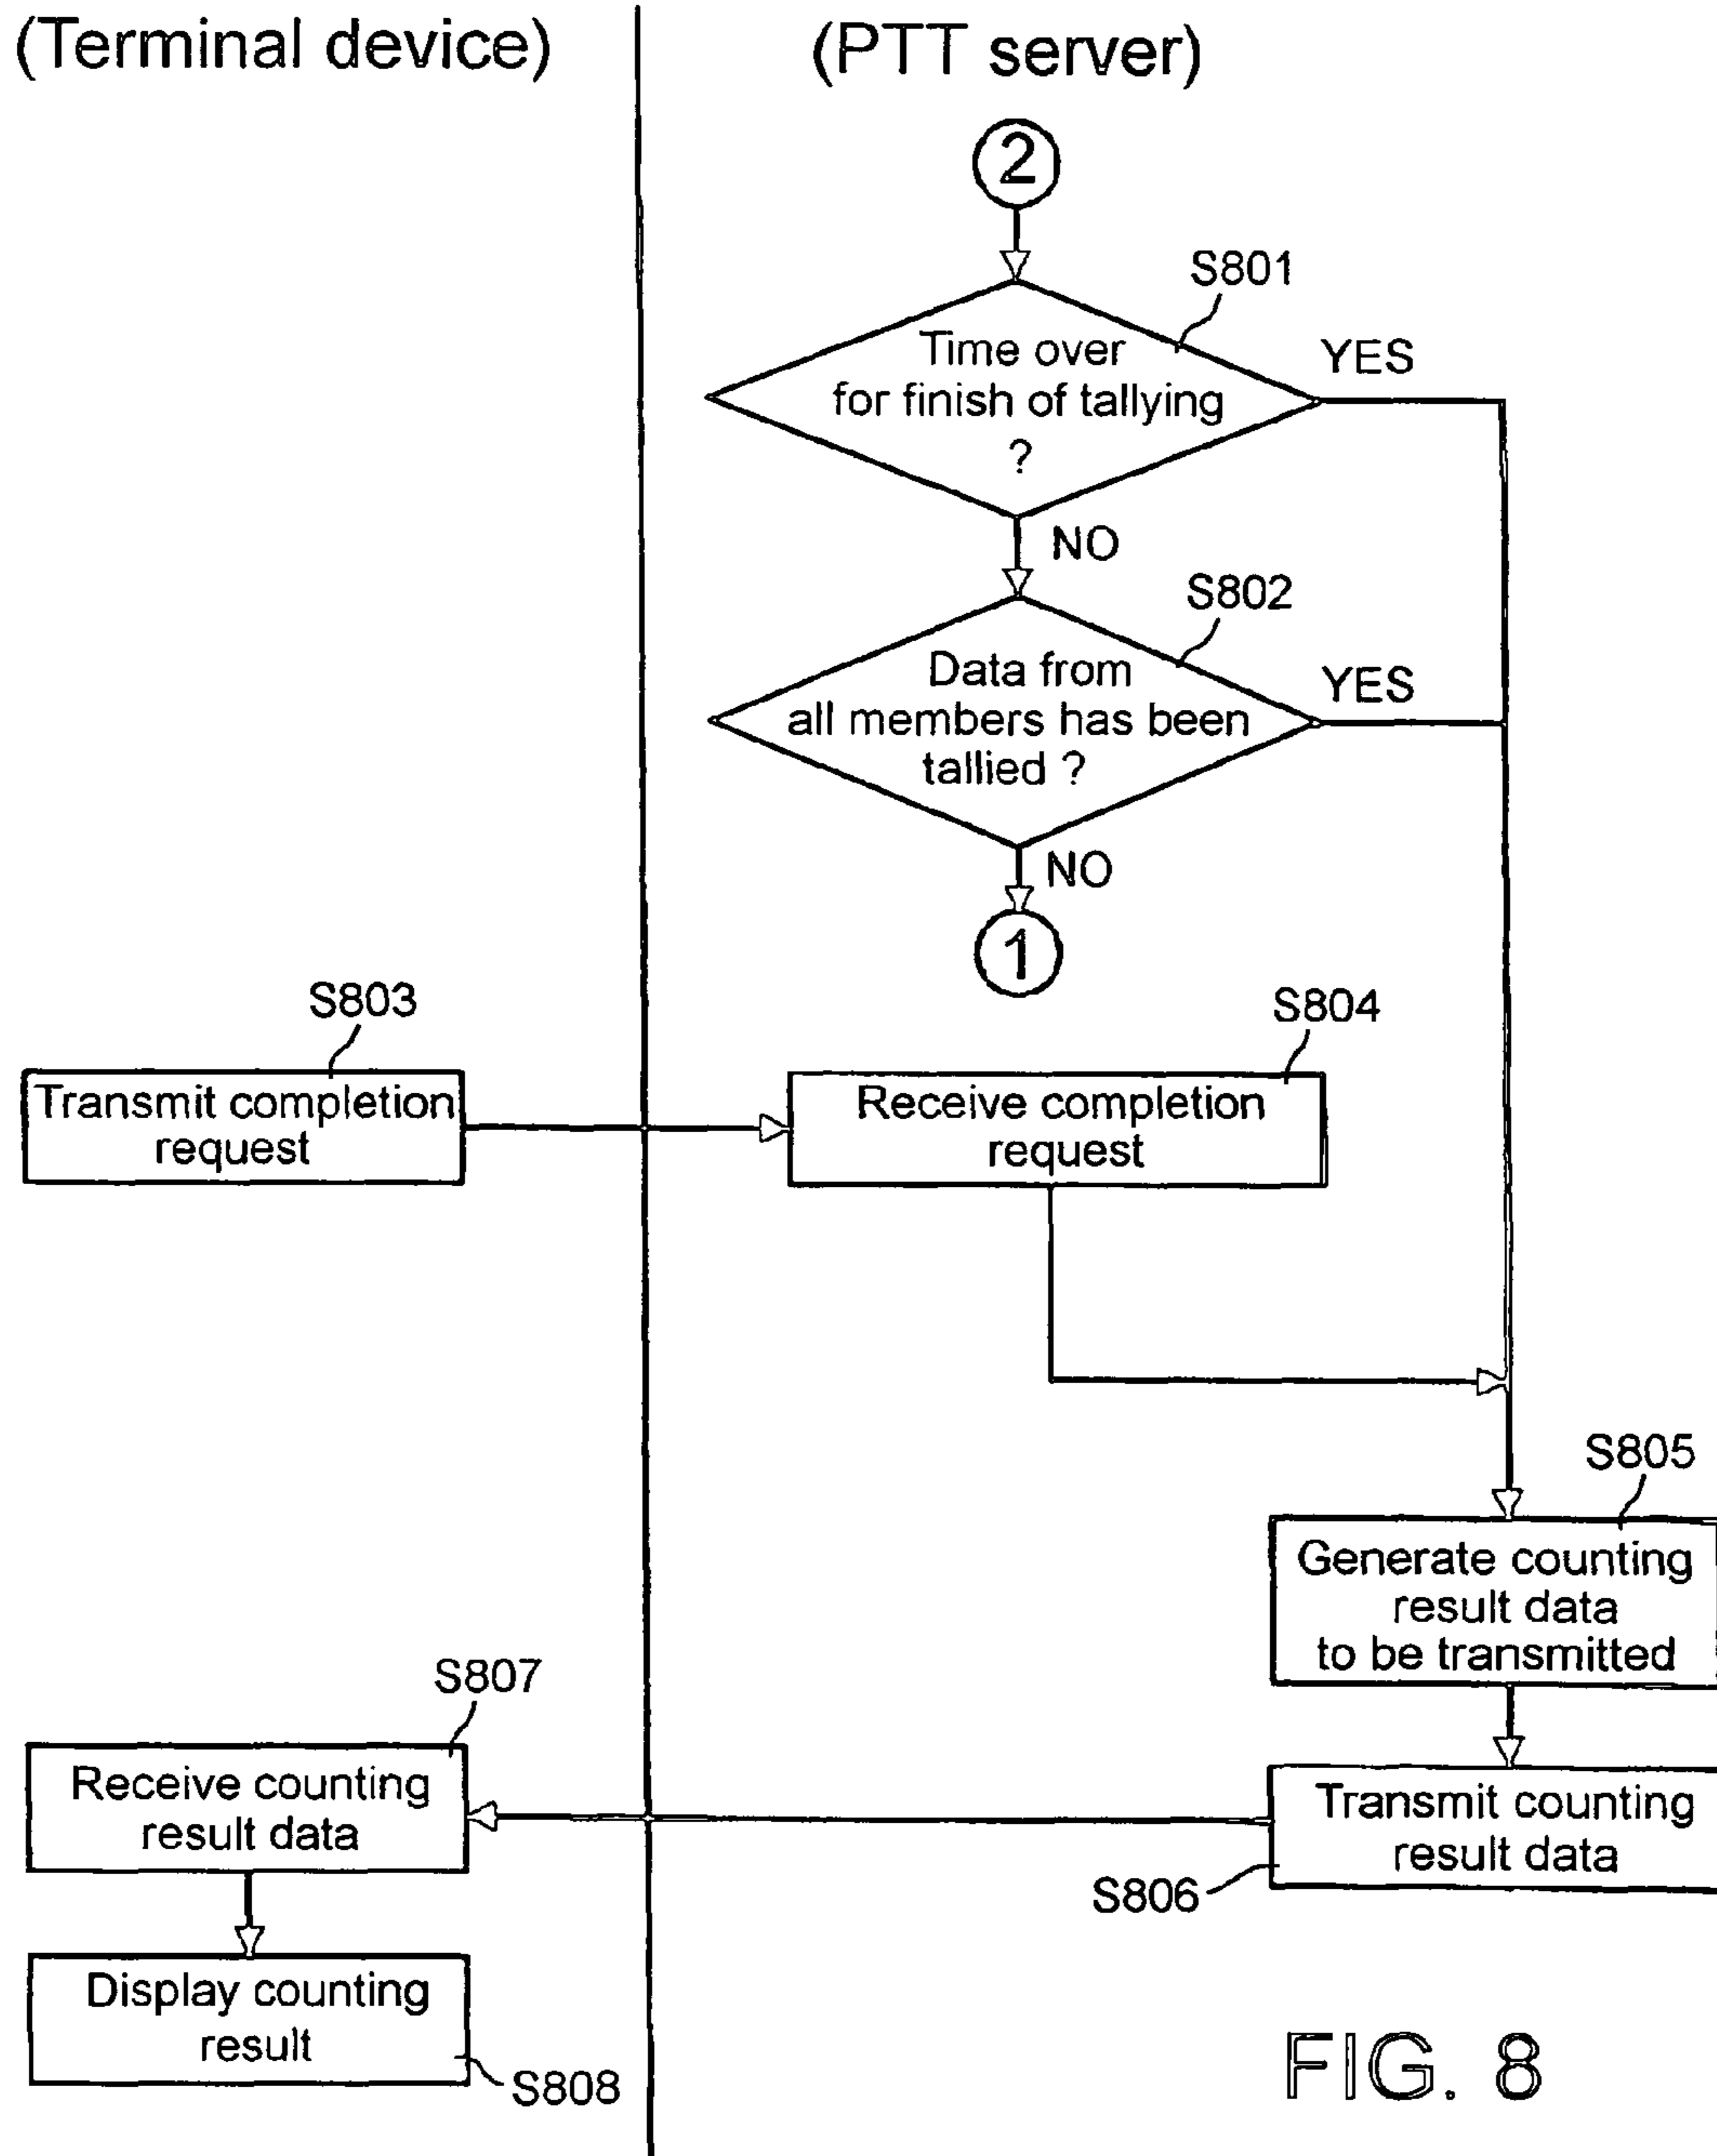 (Terminal device)
(PTT server)
2
S801
Time over
for finish of tallying
?
YES
NO
S802
Data from
all members has been
tallied ?
YES
NO
1
S803
Transmit completion
request
S804
Receive completion
request
S805
Generate counting
result data
to be transmitted
S807
Receive counting
result data
Transmit counting
result data
S806
Display counting
result
S808
FIG. 8